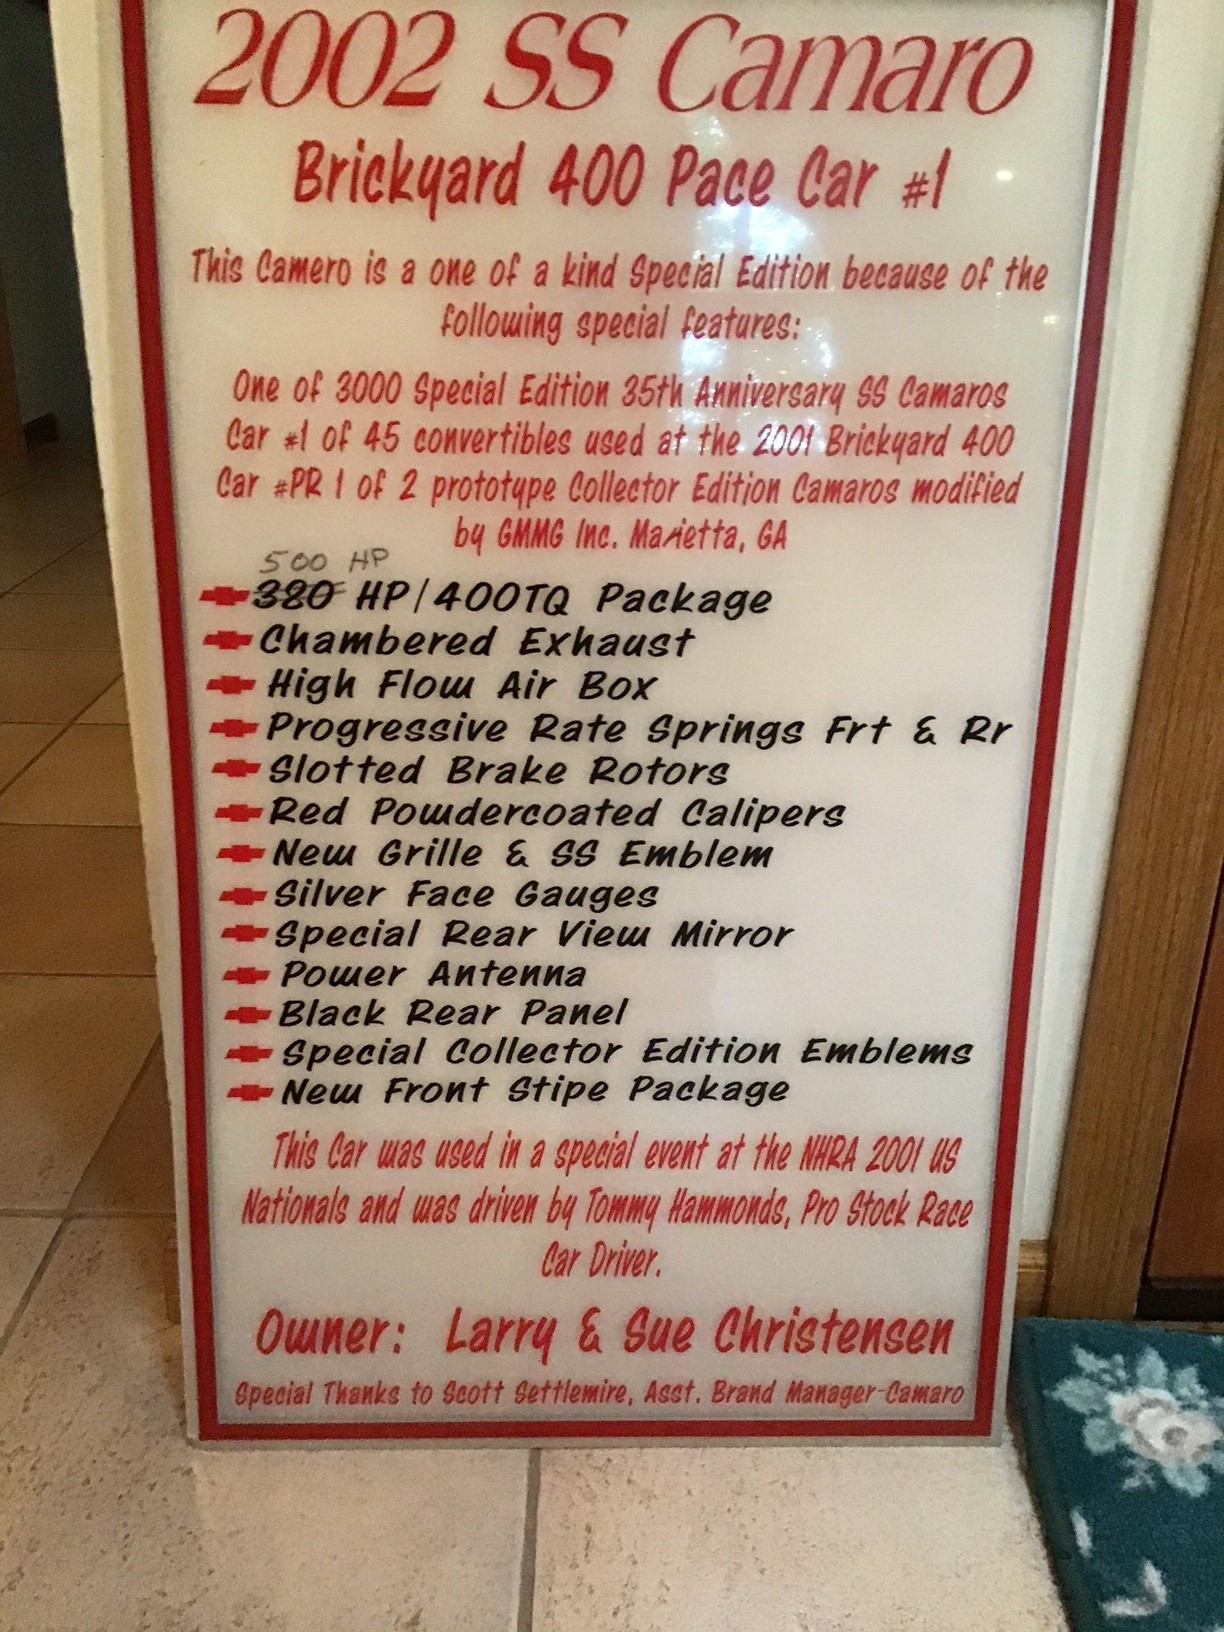 2002 SS Camaro
Brickyard 400 Pace Car #1
This Camero is a one of a kind Special Edition because of the
following special features:
One of 3000 Special Edition 35th Anniversary SS Camaros
Car #1 of 45 convertibles used at the 2001 Brickyard 400
Car #PR 1 of 2 prototype Collector Edition Camaros modified
by GMMG Inc. Marietta, GA
500 HP
380 HP/400TQ Package
Chambered Exhaust
High Flow Air Box
Progressive Rate Springs Frt & Rr
Slotted Brake Rotors
Red Powdercoated Calipers
New Grille & SS Emblem
Silver Face Gauges
Special Rear View Mirror
Power Antenna
Black Rear Panel
Special Collector Edition Emblems
New Front Stipe Package
This Car was used in a special event at the NHRA 2001 US
Nationals and was driven by Tommy Hammonds, Pro Stock Race
Car Driver.
Owner: Larry & Sue Christensen
Special Thanks to Scott Settlemire, Asst. Brand Manager-Camaro